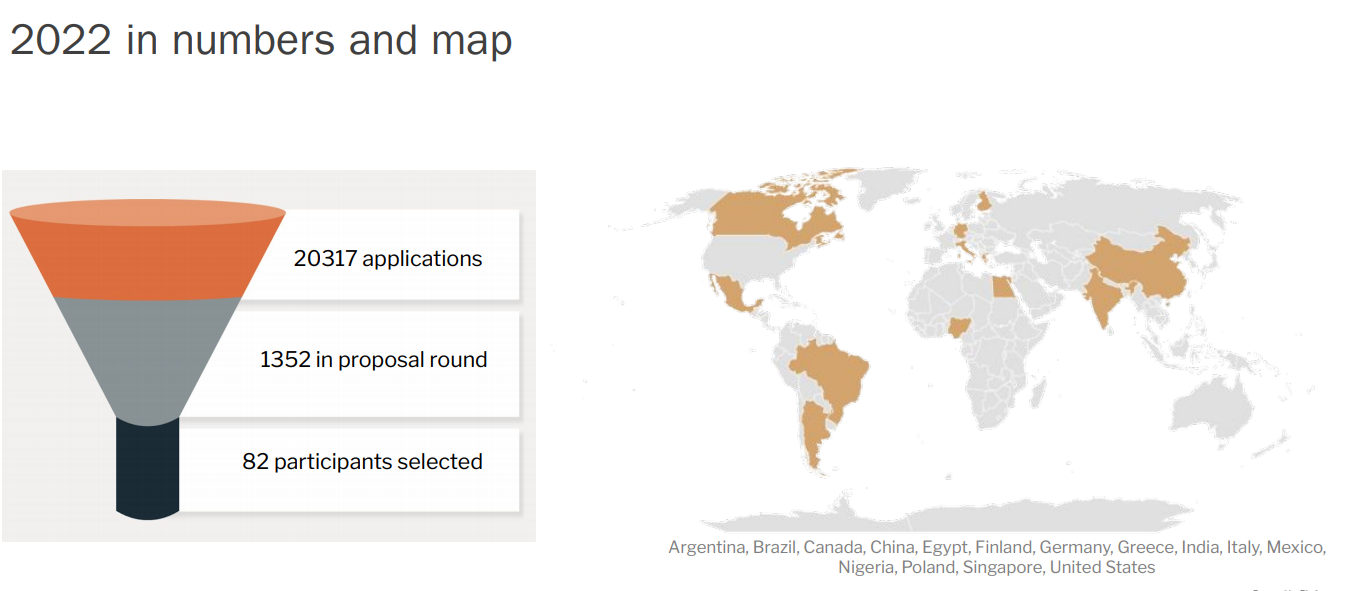 2022 in numbers and map
20317 applications
1352 in proposal round
82 participants selected
Argentina, Brazil, Canada, China, Egypt, Finland, Germany, Greece, India, Italy, Mexico,
Nigeria, Poland, Singapore, United States